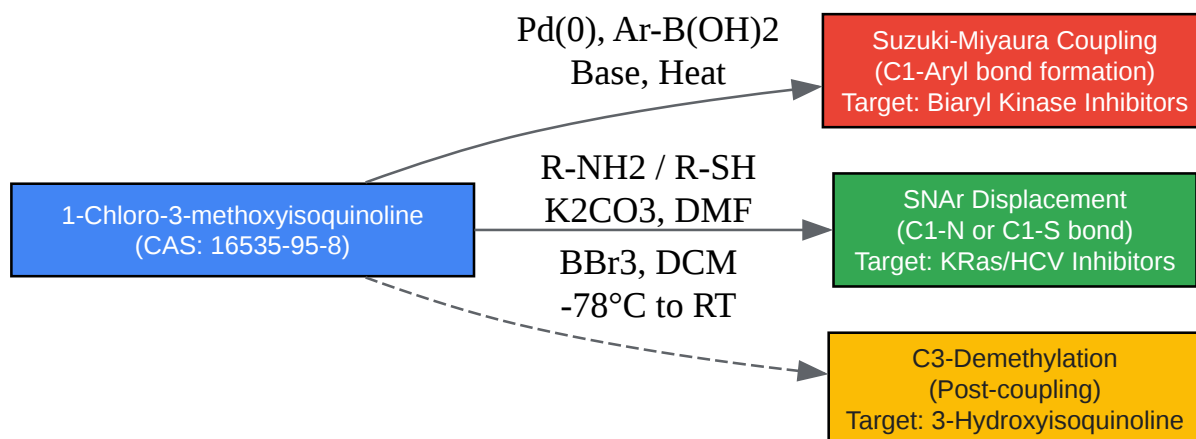 Pd(0), Ar-B(OH)2
Base, Heat
Suzuki-Miyaura Coupling
(C1-Aryl bond formation)
Target: Biaryl Kinase Inhibitors
1-Chloro-3-methoxyisoquinoline
(CAS: 16535-95-8)
R-NH2 / R-SH
K2CO3, DMF
SNAr Displacement
(C1-N or C1-S bond)
Target: KRas/HCV Inhibitors
BBr3, DCM
-78°C to RT
C3-Demethylation
(Post-coupling)
Target: 3-Hydroxyisoquinoline